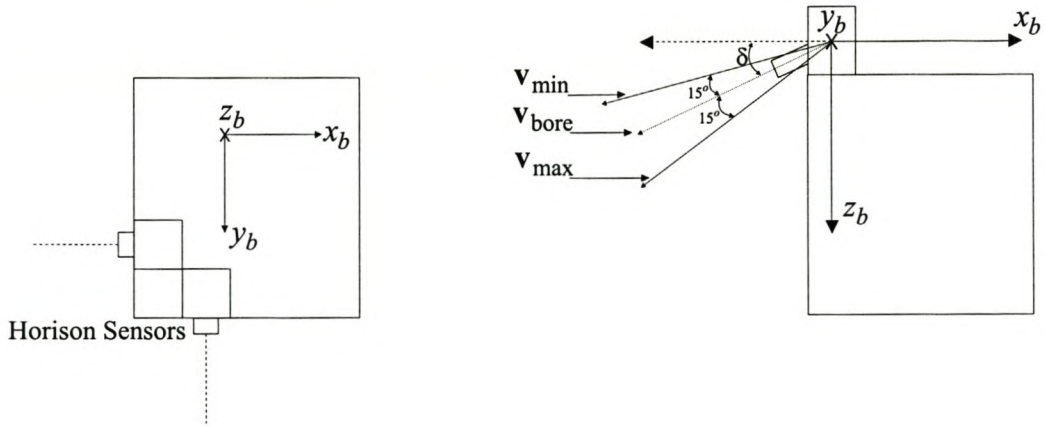 z_b
x_b
y_b
Horison Sensors
y_b
x_b
δ
v_min
15°
v_bore
15°
v_max
z_b